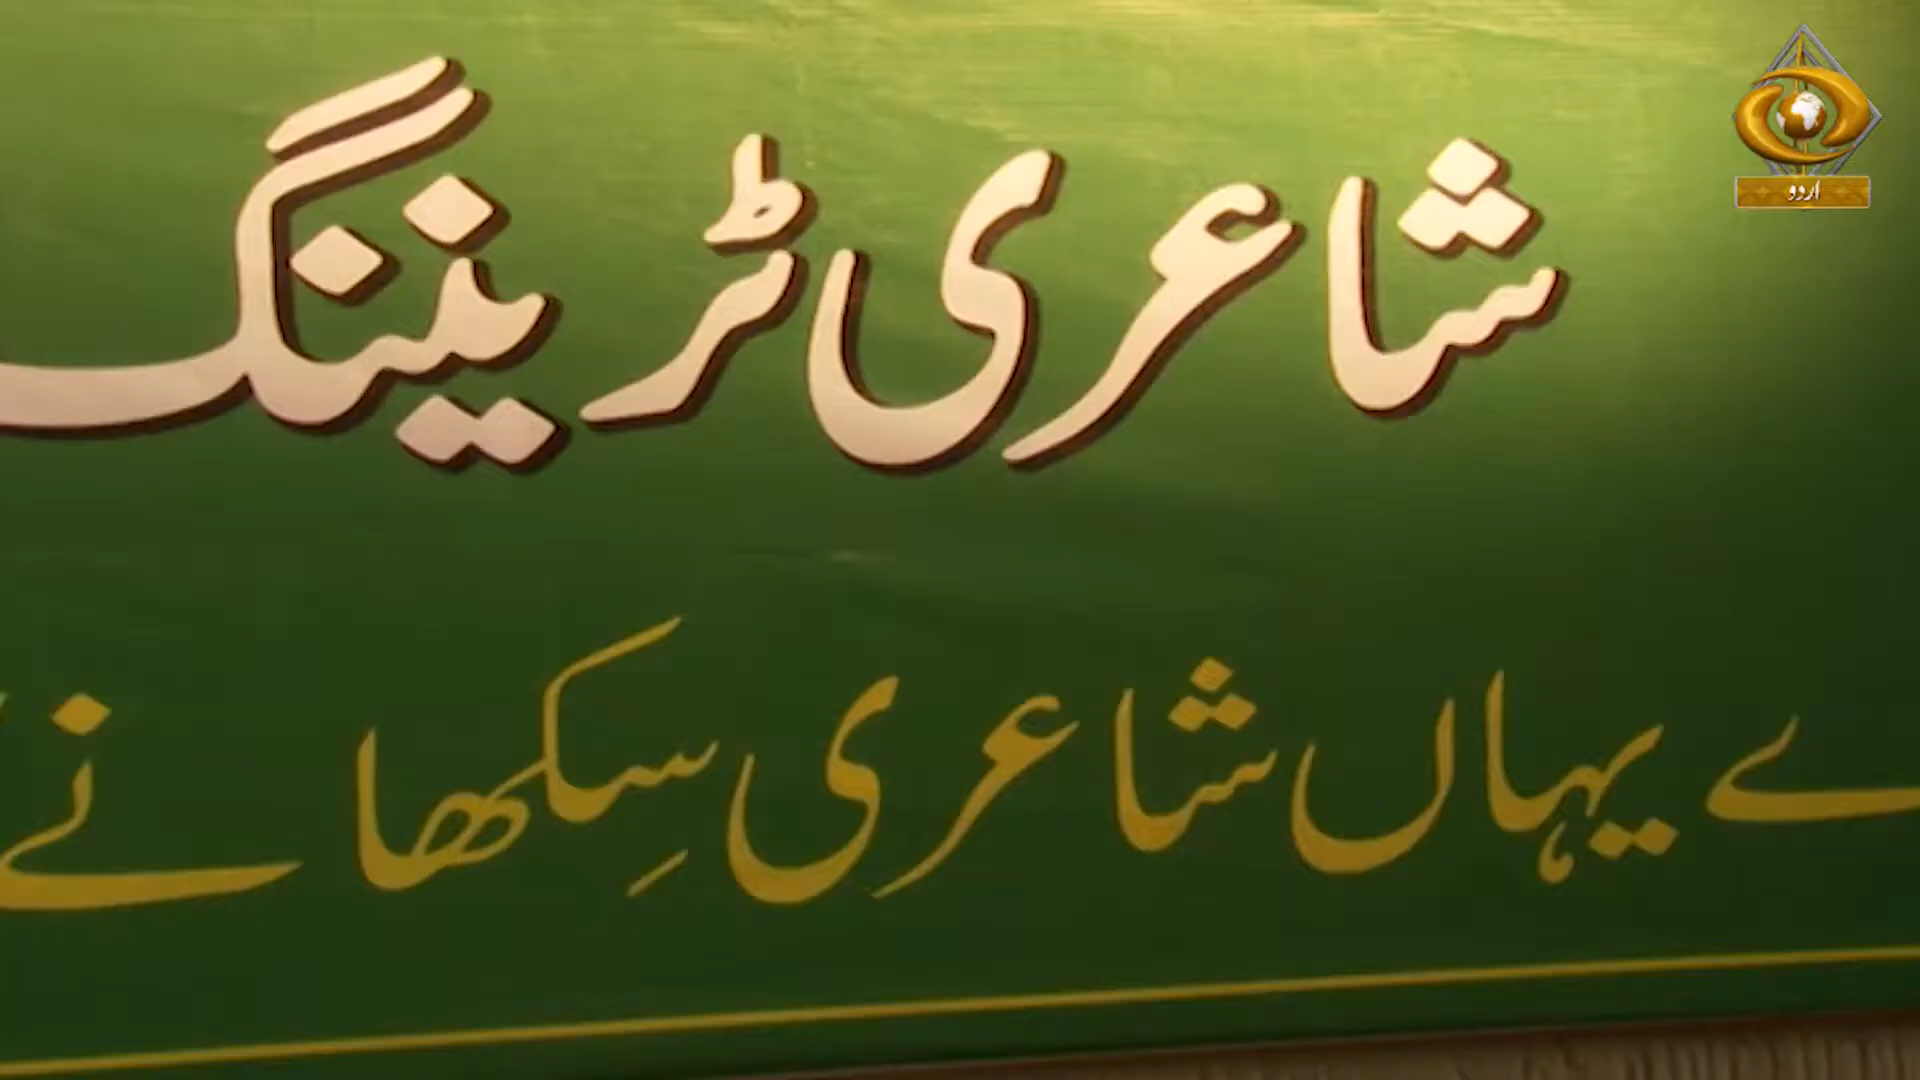 اردو
شاعری ٹریننگ
ے یہاں شاعری سِکھانے